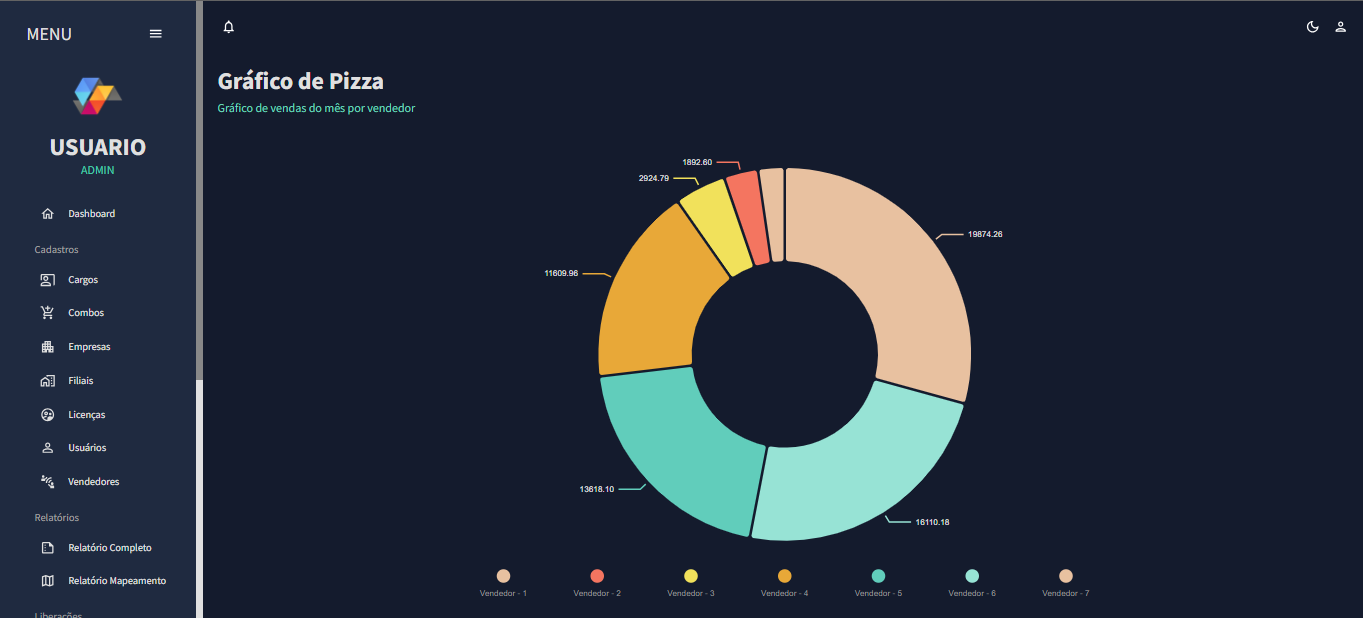 MENU
USUARIO
ADMIN
Dashboard
Cadastros
Cargos
Combos
Empresas
Filiais
Licenças
Usuários
Vendedores
Relatórios
Relatório Completo
Relatório Mapeamento
Liberações
Gráfico de Pizza
Gráfico de vendas do mês por vendedor
1892.60
2924.79
19874.26
11609.96
13618.10
16110.18
Vendedor - 1
Vendedor - 2
Vendedor - 3
Vendedor - 4
Vendedor - 5
Vendedor - 6
Vendedor - 7